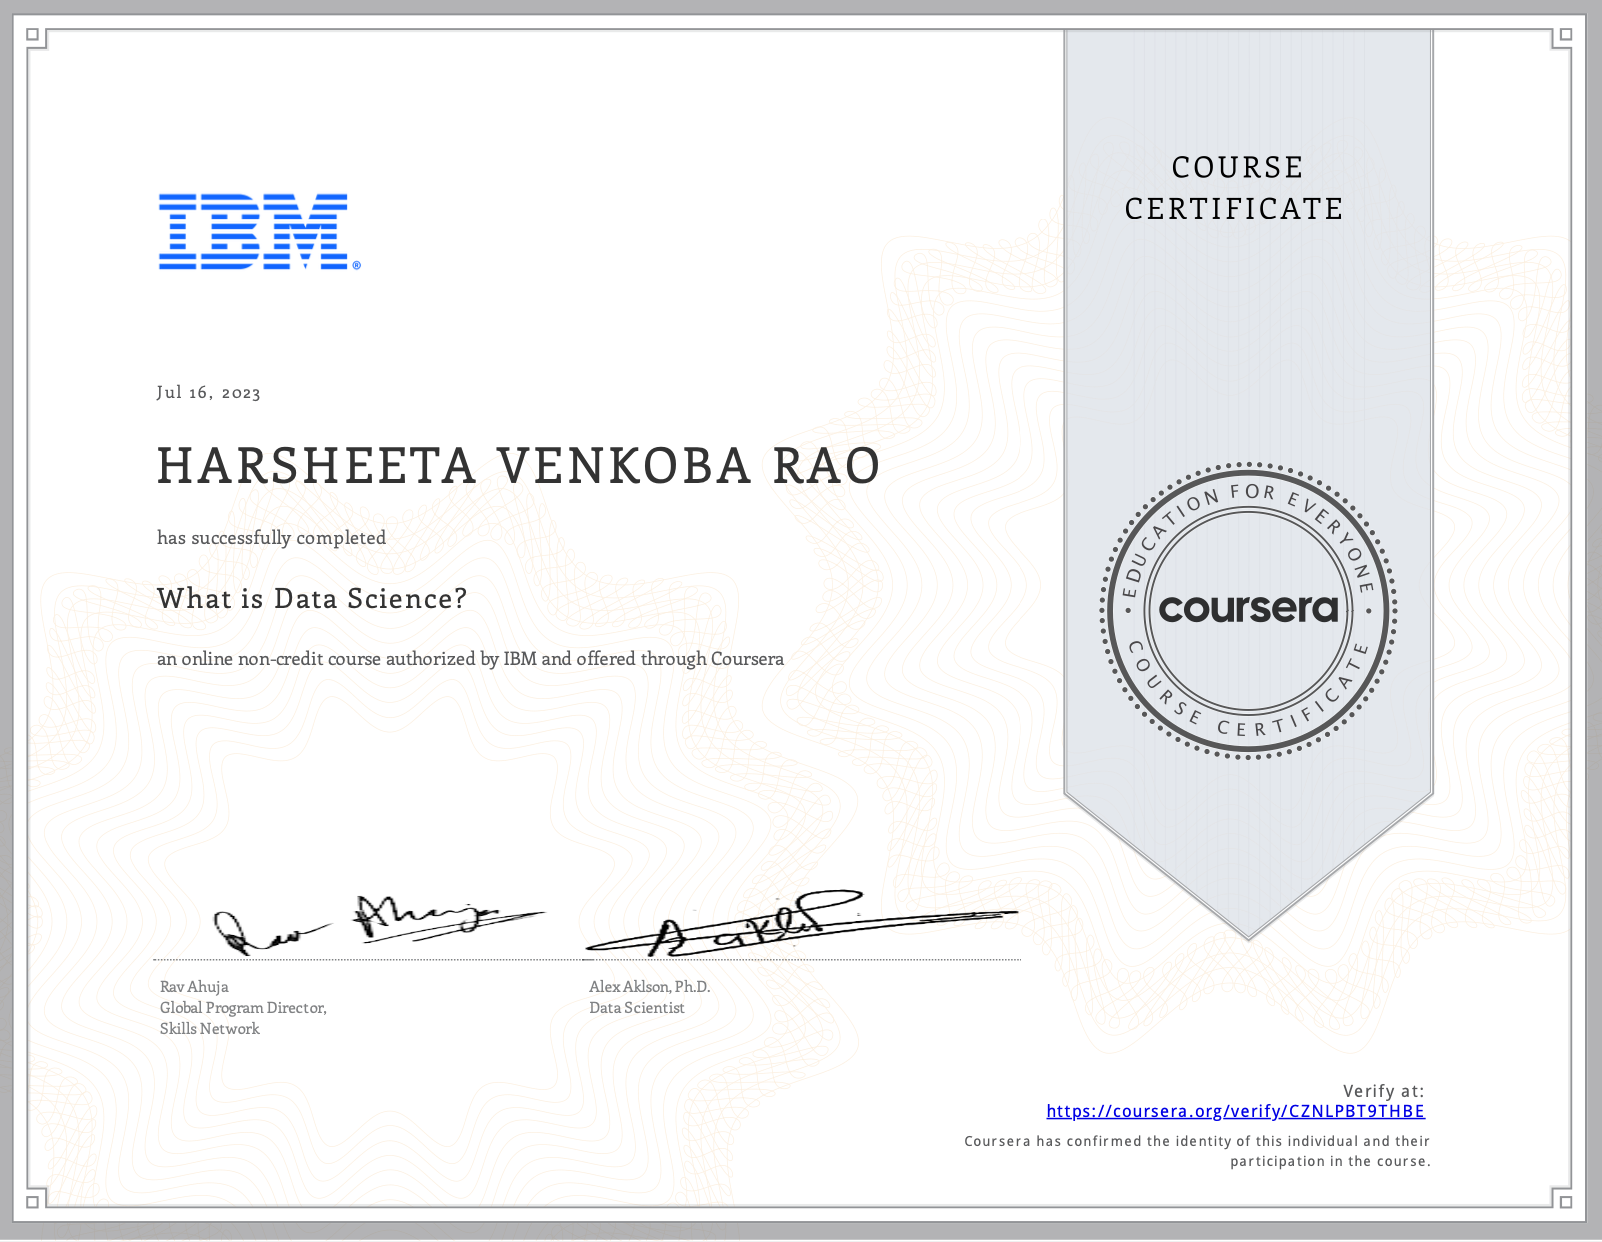 COURSE
CERTIFICATE
IBM®
Jul 16, 2023
HARSHEETA VENKOBA RAO
has successfully completed
What is Data Science?
an online non-credit course authorized by IBM and offered through Coursera
EDUCATION FOR EVERYONE
coursera
COURSE CERTIFICATE
Rav Ahuja
Rav Ahuja
Global Program Director,
Skills Network
Alex Aklson, Ph.D.
Data Scientist
Verify at:
https://coursera.org/verify/CZNLPBT9THBE
Coursera has confirmed the identity of this individual and their
participation in the course.